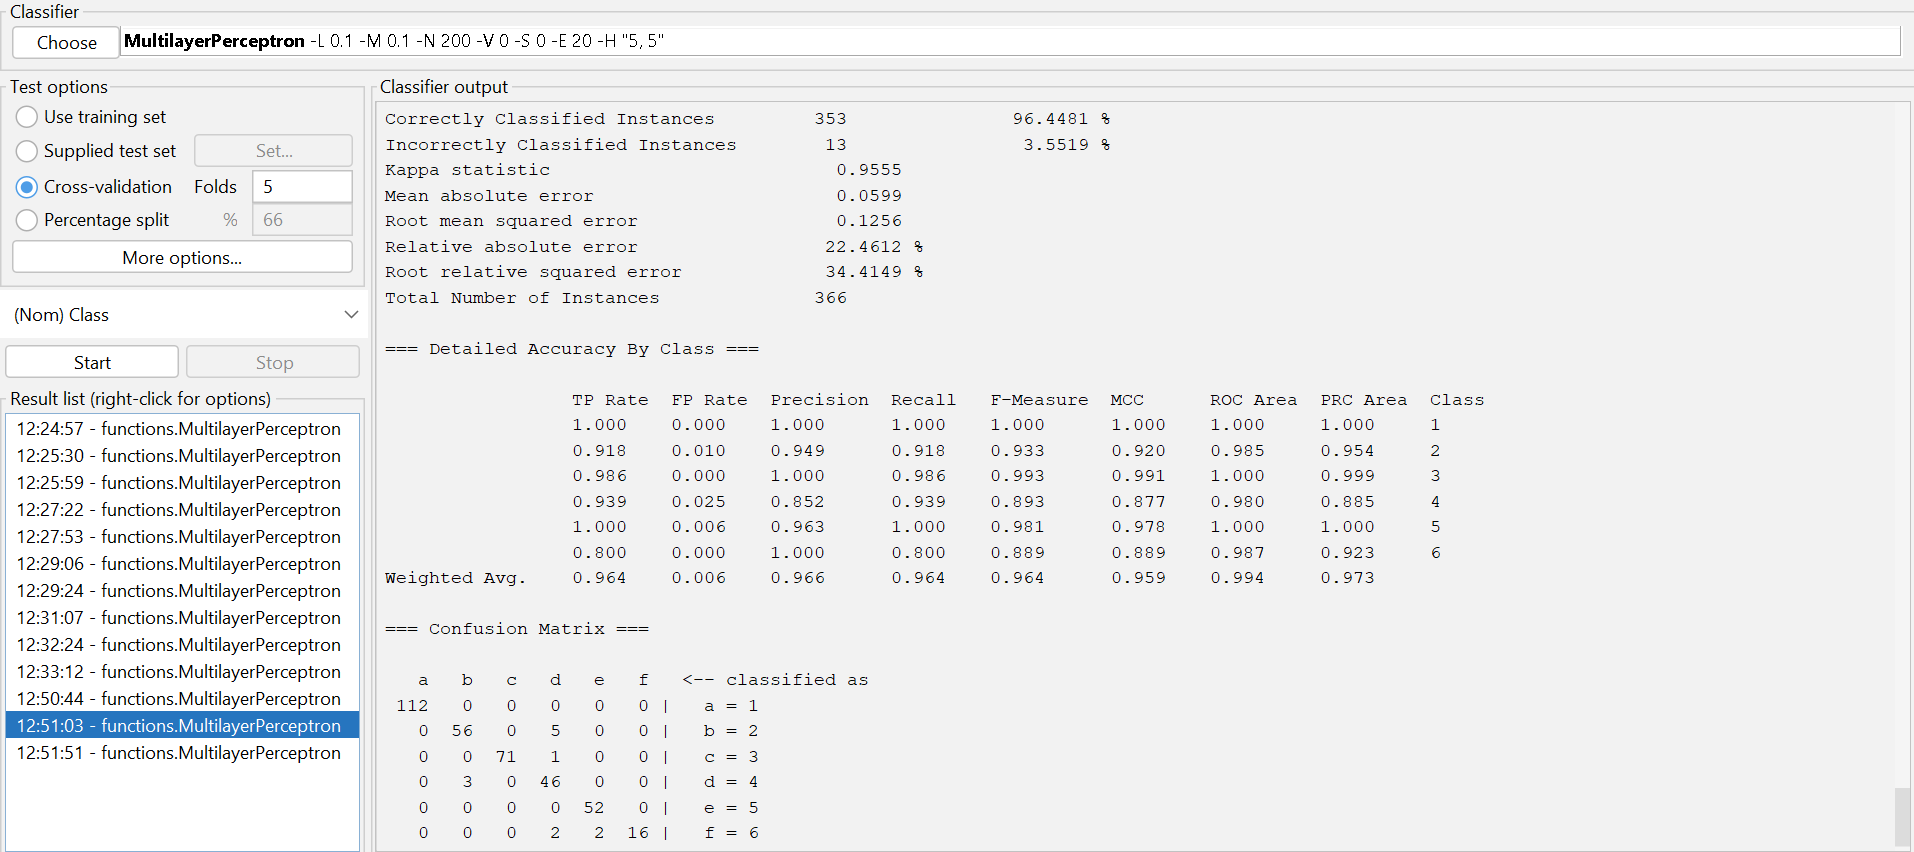 Classifier
Choose MultilayerPerceptron -L 0.1 -M 0.1 -N 200 -V 0 -S 0 -E 20 -H "5, 5"
Test options
Use training set
Supplied test set Set...
Cross-validation Folds 5
Percentage split % 66
More options...
(Nom) Class
Start Stop
Result list (right-click for options)
12:24:57 - functions.MultilayerPerceptron
12:25:30 - functions.MultilayerPerceptron
12:25:59 - functions.MultilayerPerceptron
12:27:22 - functions.MultilayerPerceptron
12:27:53 - functions.MultilayerPerceptron
12:29:06 - functions.MultilayerPerceptron
12:29:24 - functions.MultilayerPerceptron
12:31:07 - functions.MultilayerPerceptron
12:32:24 - functions.MultilayerPerceptron
12:33:12 - functions.MultilayerPerceptron
12:50:44 - functions.MultilayerPerceptron
12:51:03 - functions.MultilayerPerceptron
12:51:51 - functions.MultilayerPerceptron
Classifier output
Correctly Classified Instances 353 96.4481 %
Incorrectly Classified Instances 13 3.5519 %
Kappa statistic 0.9555
Mean absolute error 0.0599
Root mean squared error 0.1256
Relative absolute error 22.4612 %
Root relative squared error 34.4149 %
Total Number of Instances 366
=== Detailed Accuracy By Class ===
TP Rate FP Rate Precision Recall F-Measure MCC ROC Area PRC Area Class
1.000 0.000 1.000 1.000 1.000 1.000 1.000 1.000 1
0.918 0.010 0.949 0.918 0.933 0.920 0.985 0.954 2
0.986 0.000 1.000 0.986 0.993 0.991 1.000 0.999 3
0.939 0.025 0.852 0.939 0.893 0.877 0.980 0.885 4
1.000 0.006 0.963 1.000 0.981 0.978 1.000 1.000 5
0.800 0.000 1.000 0.800 0.889 0.889 0.987 0.923 6
Weighted Avg. 0.964 0.006 0.966 0.964 0.964 0.959 0.994 0.973
=== Confusion Matrix ===
a b c d e f <-- classified as
112 0 0 0 0 0 | a = 1
0 56 0 5 0 0 | b = 2
0 0 71 1 0 0 | c = 3
0 3 0 46 0 0 | d = 4
0 0 0 0 52 0 | e = 5
0 0 0 2 2 16 | f = 6